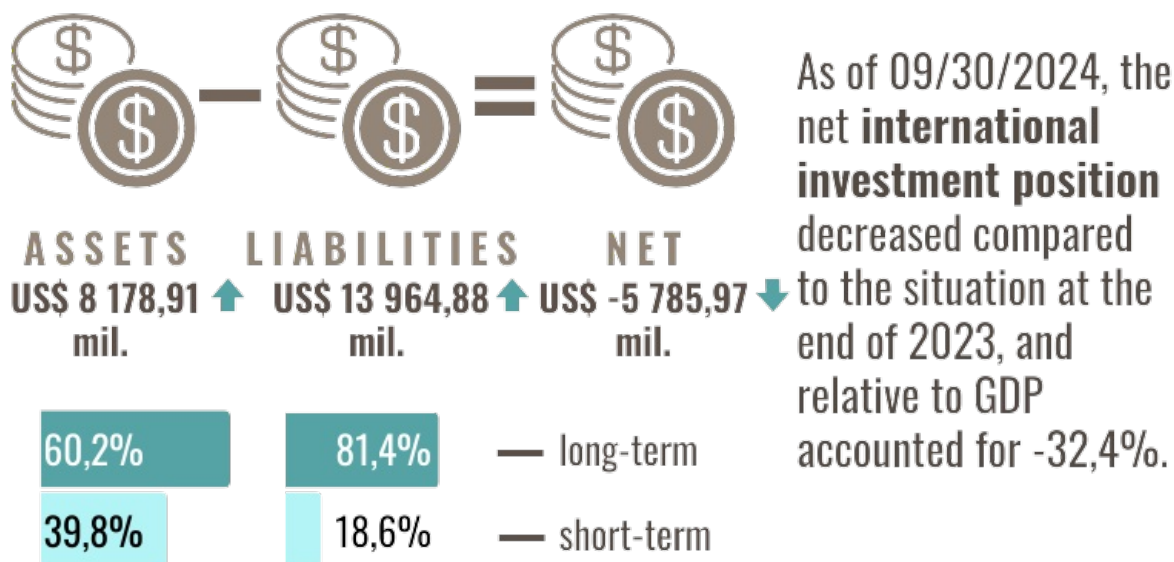 ASSETS
US$ 8 178,91
mil.
LIABILITIES
US$ 13 964,88
mil.
NET
US$ -5 785,97
mil.
60,2%
81,4%
long-term
39,8%
18,6%
short-term
As of 09/30/2024, the
net international
investment position
decreased compared
to the situation at the
end of 2023, and
relative to GDP
accounted for -32,4%.